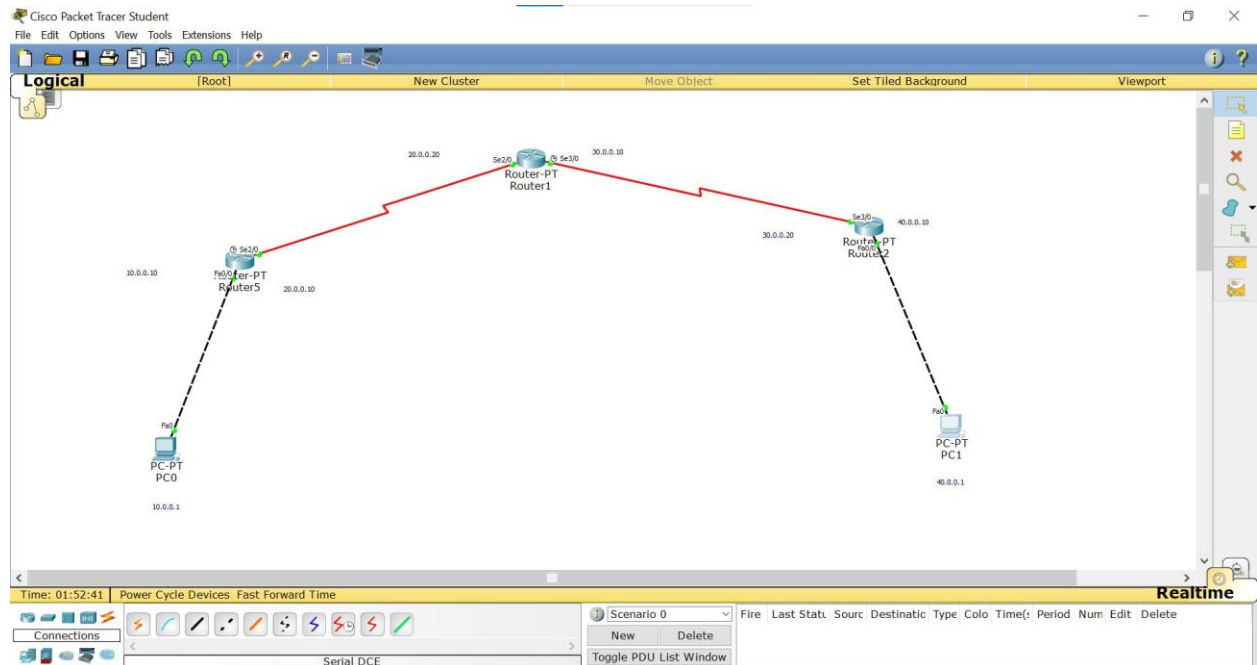 Cisco Packet Tracer Student
File Edit Options View Tools Extensions Help
Logical [Root] New Cluster Move Object Set Tiled Background Viewport
20.0.0.20 Se2/0 Se3/0 30.0.0.10
Router-PT
Router1
Se3/0 40.0.0.10
30.0.0.20 Router-PT
Fa0/0
Router2
Se2/0
10.0.0.10 Fa0/0
Router5 20.0.0.10
Fa0
PC-PT
PC0
10.0.0.1
Fa0
PC-PT
PC1
40.0.0.1
Time: 01:52:41 Power Cycle Devices Fast Forward Time Realtime
Scenario 0 Fire Last Statu Sourc Destinatic Type Colo Time(s Period Num Edit Delete
Connections New Delete
Serial DCE Toggle PDU List Window